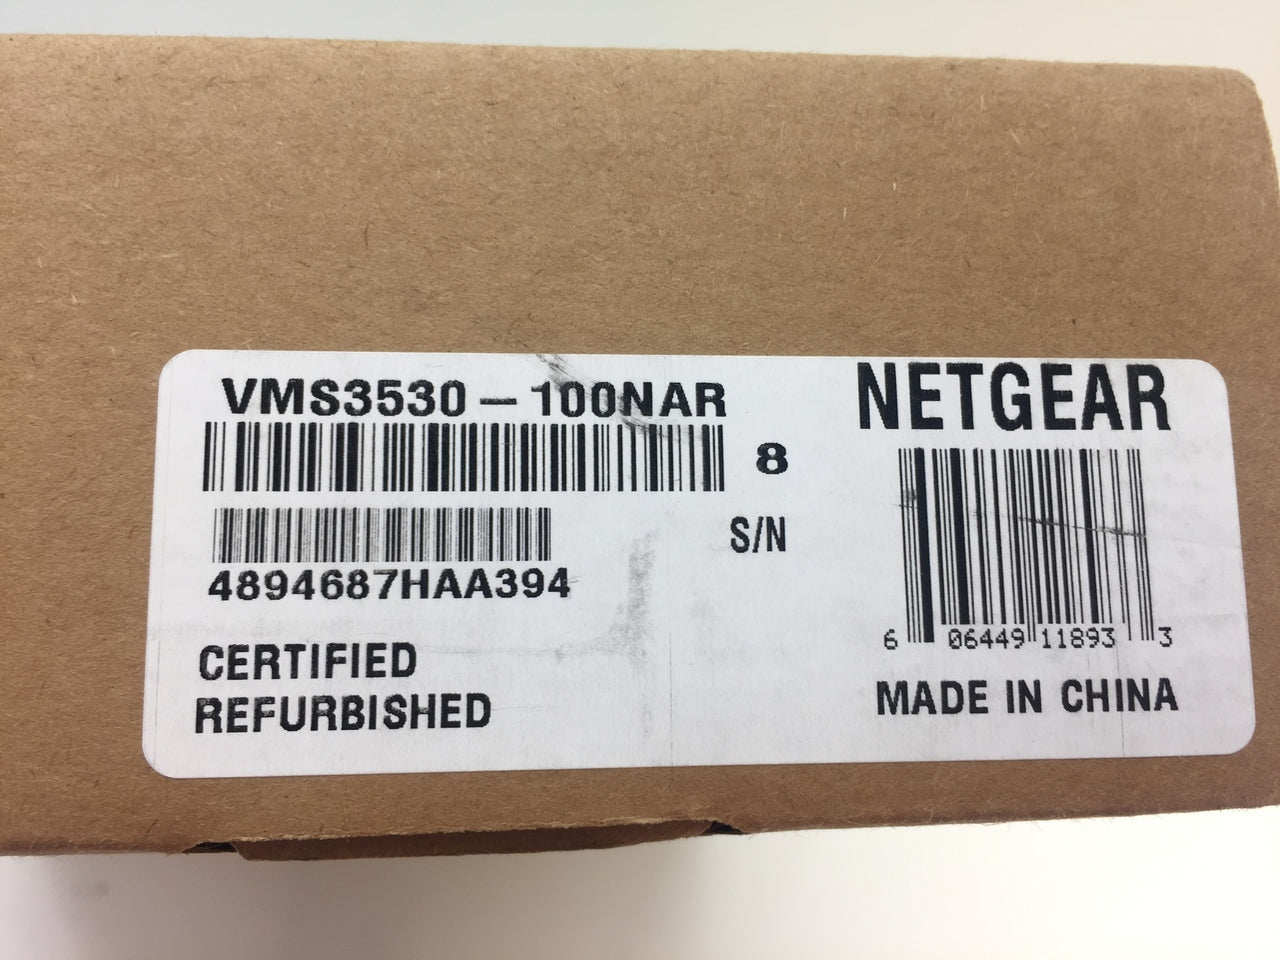 VMS3530-100NAR
8
S/N
4894687HAA394
CERTIFIED
REFURBISHED
NETGEAR
6 06449 11893 3
MADE IN CHINA